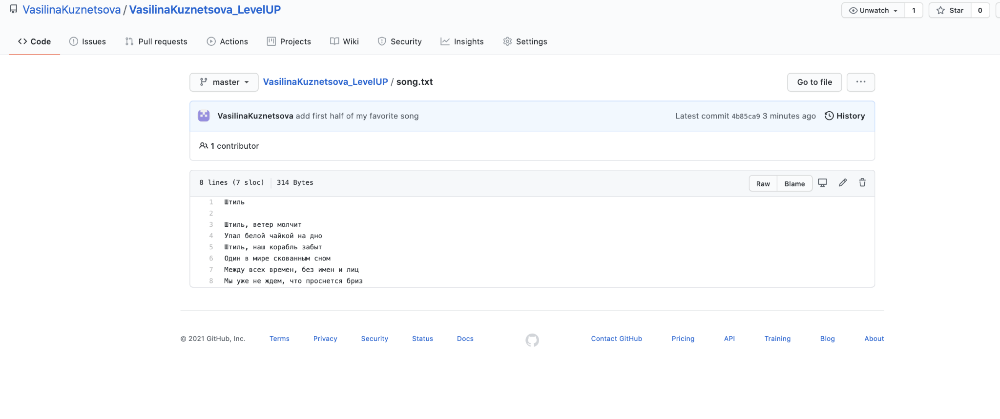 VasilinaKuznetsova / VasilinaKuznetsova_LevelUP
Unwatch 1 Star 0
Code Issues Pull requests Actions Projects Wiki Security Insights Settings
master VasilinaKuznetsova_LevelUP / song.txt Go to file ...
VasilinaKuznetsova add first half of my favorite song Latest commit 4b85ca9 3 minutes ago History
1 contributor
8 lines (7 sloc) 314 Bytes Raw Blame
1 Штиль
2
3 Штиль, ветер молчит
4 Упал белой чайкой на дно
5 Штиль, наш корабль забыт
6 Один в мире скованным сном
7 Между всех времен, без имен и лиц
8 Мы уже не ждем, что проснется бриз
© 2021 GitHub, Inc. Terms Privacy Security Status Docs Contact GitHub Pricing API Training Blog About